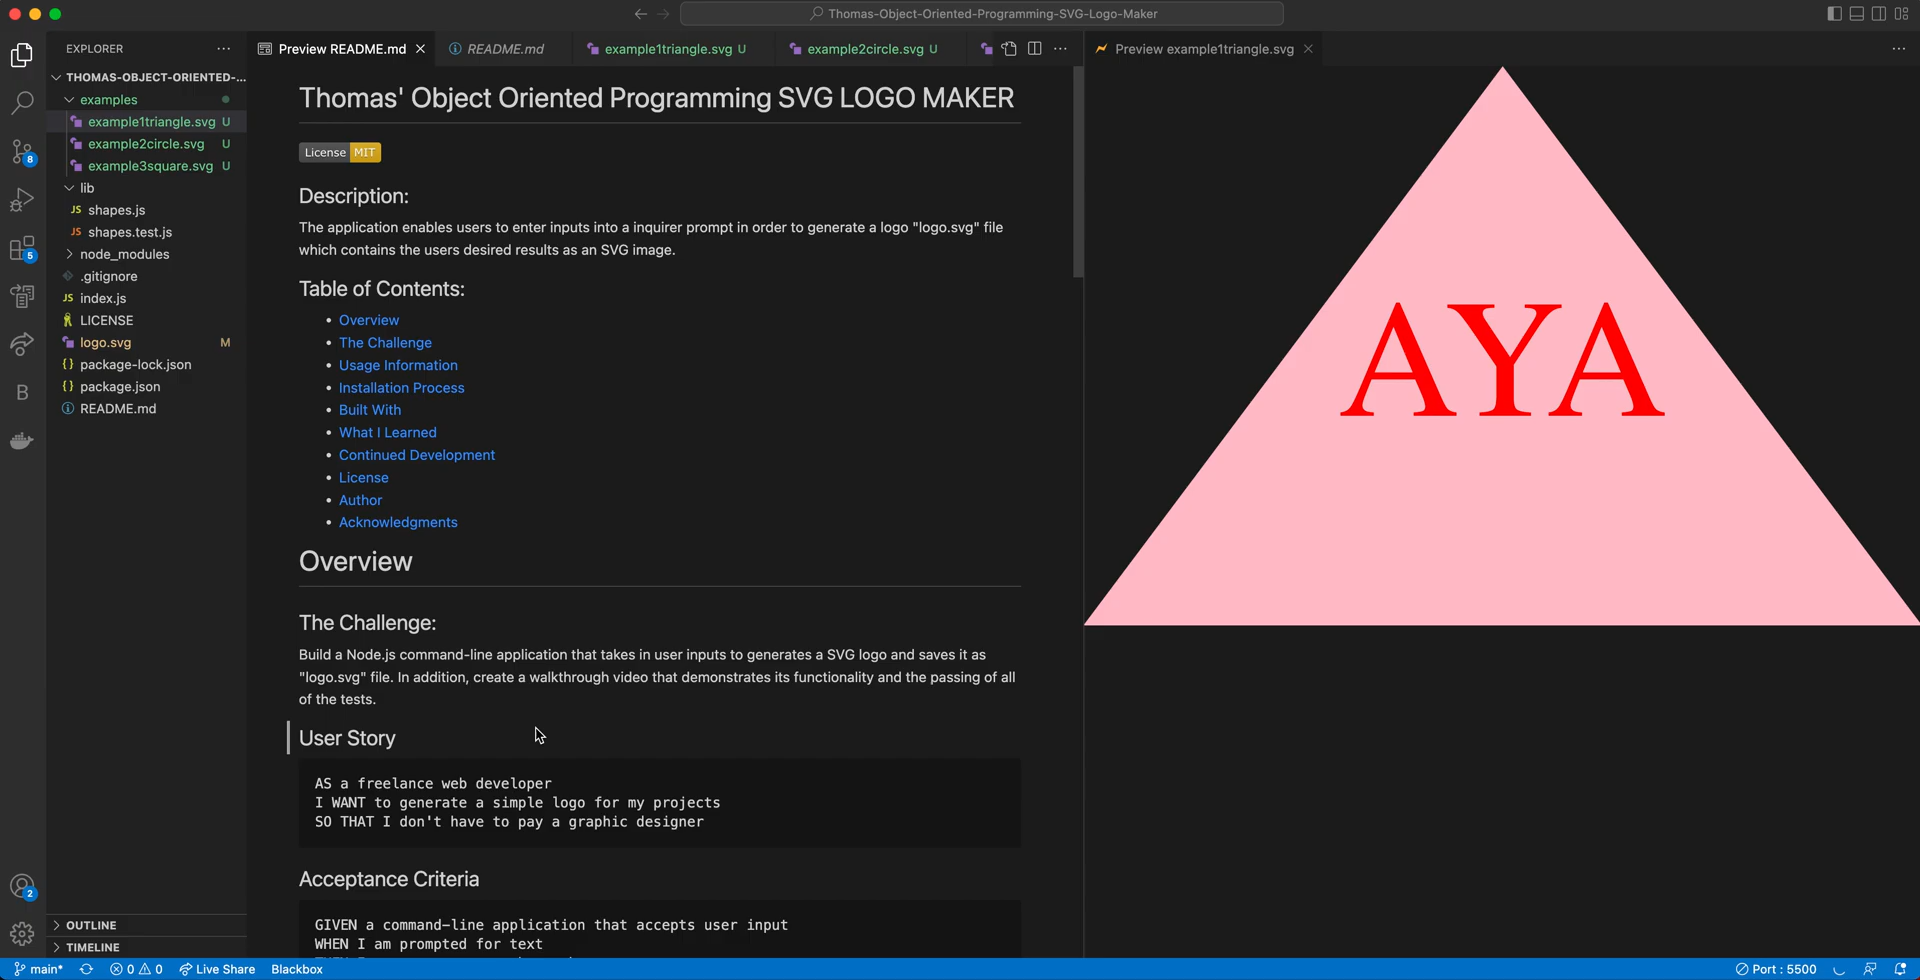 Thomas-Object-Oriented-Programming-SVG-Logo-Maker
EXPLORER
THOMAS-OBJECT-ORIENTED-...
examples
example1triangle.svg U
example2circle.svg U
example3square.svg U
lib
JS shapes.js
JS shapes.test.js
node_modules
.gitignore
JS index.js
LICENSE
logo.svg M
{} package-lock.json
{} package.json
README.md
OUTLINE
TIMELINE
8
5
B
2
Preview README.md
README.md
example1triangle.svg U
example2circle.svg U
Thomas' Object Oriented Programming SVG LOGO MAKER
License MIT
Description:
The application enables users to enter inputs into a inquirer prompt in order to generate a logo "logo.svg" file
which contains the users desired results as an SVG image.
Table of Contents:
• Overview
• The Challenge
• Usage Information
• Installation Process
• Built With
• What I Learned
• Continued Development
• License
• Author
• Acknowledgments
Overview
The Challenge:
Build a Node.js command-line application that takes in user inputs to generates a SVG logo and saves it as
"logo.svg" file. In addition, create a walkthrough video that demonstrates its functionality and the passing of all
of the tests.
User Story
AS a freelance web developer
I WANT to generate a simple logo for my projects
SO THAT I don't have to pay a graphic designer
Acceptance Criteria
GIVEN a command-line application that accepts user input
WHEN I am prompted for text
Preview example1triangle.svg
AYA
main* 0 0 Live Share Blackbox
Port : 5500